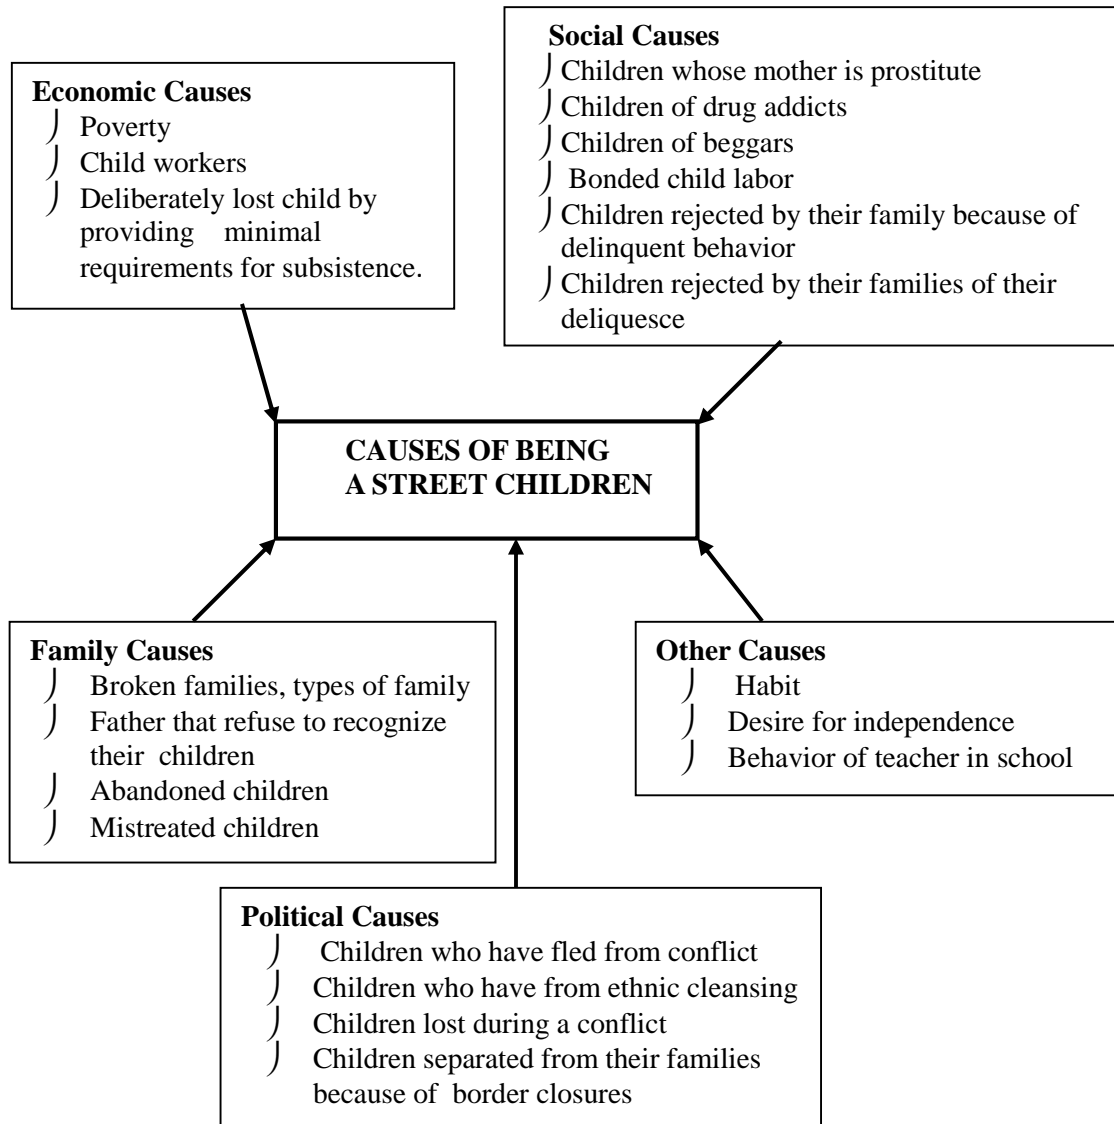 Economic Causes
⌡ Poverty
⌡ Child workers
⌡ Deliberately lost child by
providing minimal
requirements for subsistence.
Social Causes
⌡ Children whose mother is prostitute
⌡ Children of drug addicts
⌡ Children of beggars
⌡ Bonded child labor
⌡ Children rejected by their family because of
delinquent behavior
⌡ Children rejected by their families of their
deliquesce
CAUSES OF BEING
A STREET CHILDREN
Family Causes
⌡ Broken families, types of family
⌡ Father that refuse to recognize
their children
⌡ Abandoned children
⌡ Mistreated children
Other Causes
⌡ Habit
⌡ Desire for independence
⌡ Behavior of teacher in school
Political Causes
⌡ Children who have fled from conflict
⌡ Children who have from ethnic cleansing
⌡ Children lost during a conflict
⌡ Children separated from their families
because of border closures